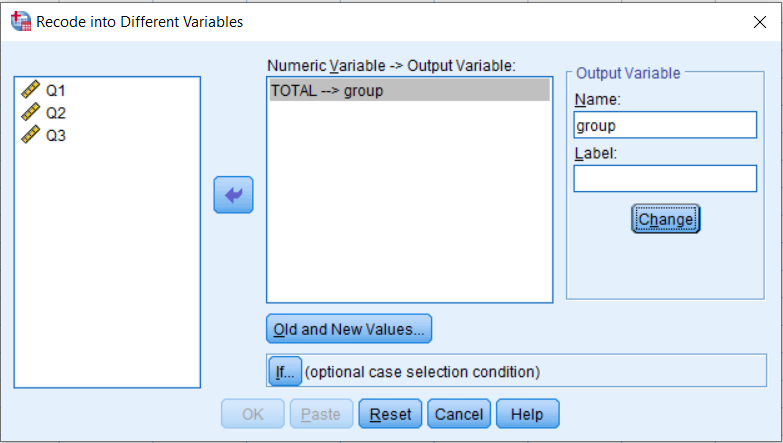 Recode into Different Variables
Q1
Q2
Q3
Numeric Variable -> Output Variable:
TOTAL --> group
Output Variable
Name:
group
Label:
Change
Old and New Values...
If... (optional case selection condition)
OK Paste Reset Cancel Help